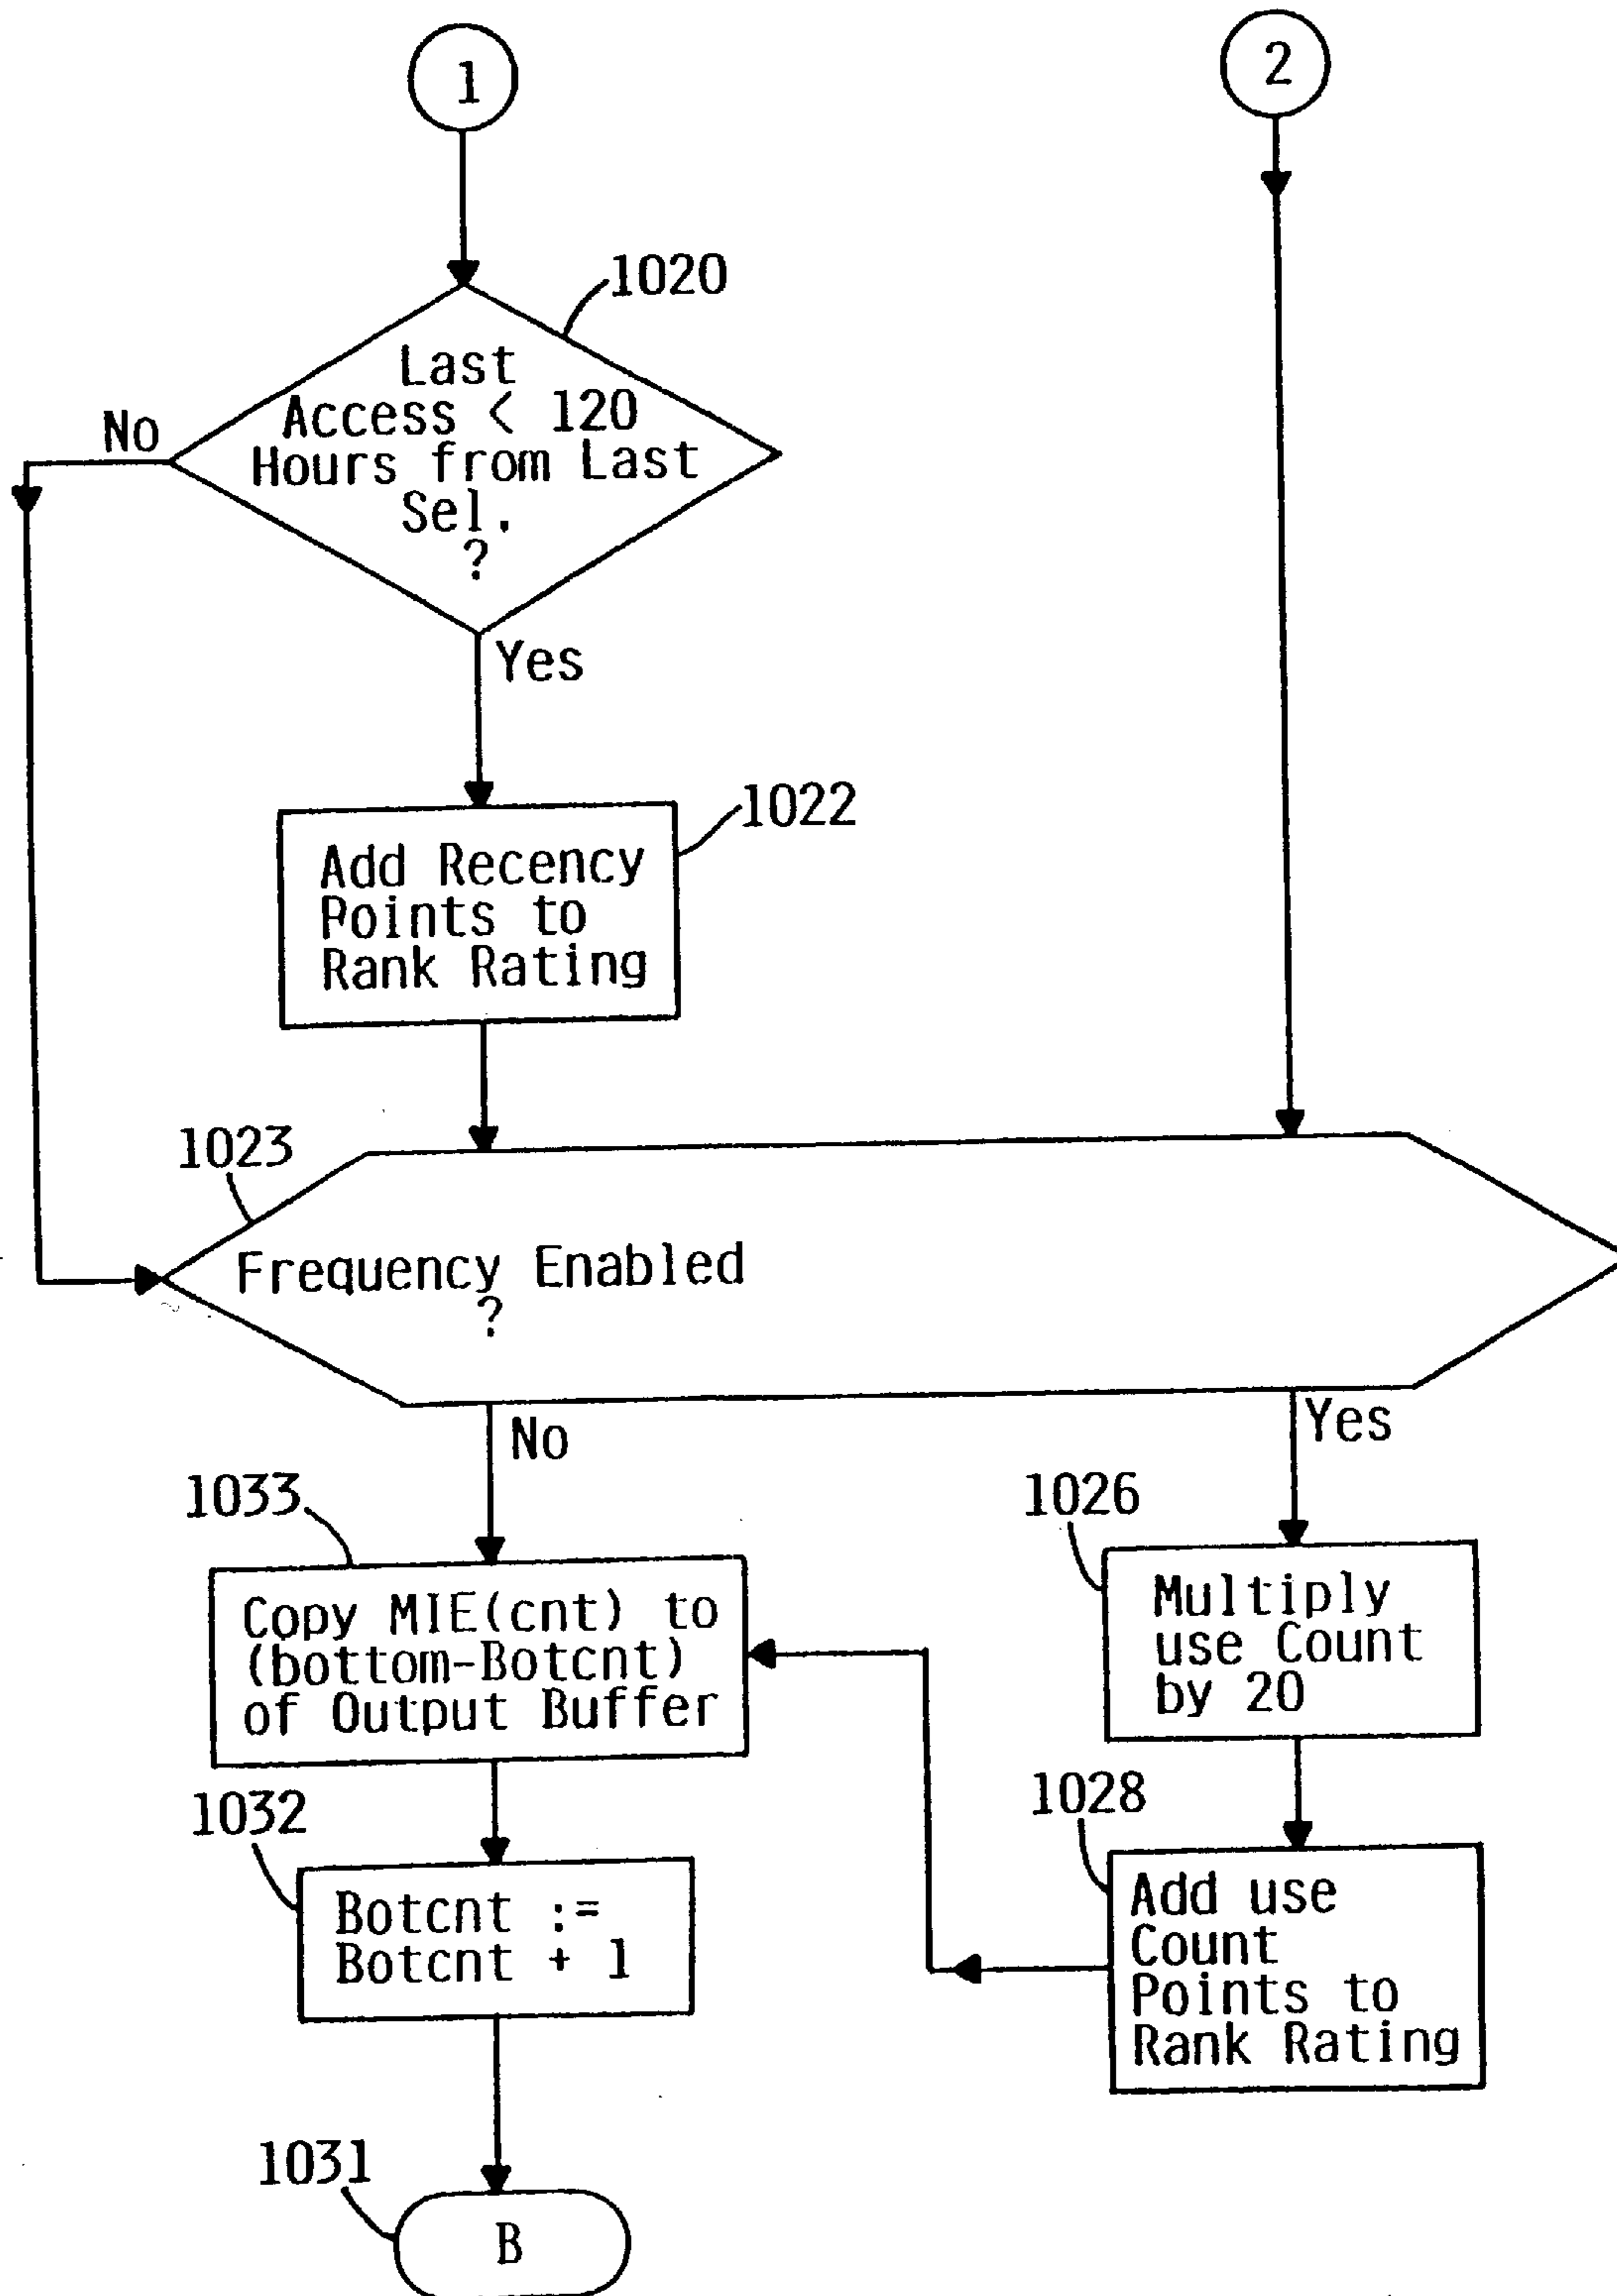 1
2
1020
Last
Access < 120
Hours from Last
Sel.
?
No
Yes
1022
Add Recency
Points to
Rank Rating
1023
Frequency Enabled
?
No
Yes
1033
Copy MIE(cnt) to
(bottom-Botcnt)
of Output Buffer
1026
Multiply
use Count
by 20
1032
Botcnt :=
Botcnt + 1
1028
Add use
Count
Points to
Rank Rating
1031
B